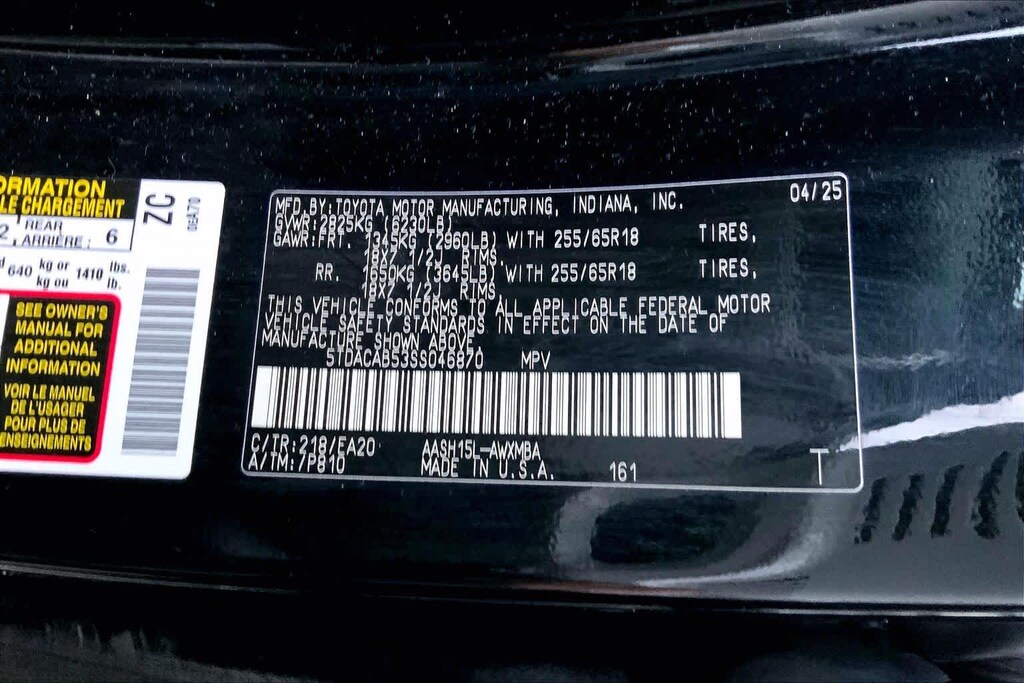 ORMATION
LE CHARGEMENT
REAR
ARRIÈRE: 6
640 kg or 1410 lbs.
kg ou lb.
SEE OWNER'S
MANUAL FOR
ADDITIONAL
INFORMATION
VOIR LE MANUEL
DE L'USAGER
POUR PLUS DE
ENSEIGNEMENTS
ZC
06A70
MFD.BY:TOYOTA MOTOR MANUFACTURING, INDIANA, INC. 04/25
GVWR:2825KG (6230LB)
GAWR:FRT. 1345KG (2960LB) WITH 255/65R18 TIRES,
18X7 1/2J RIMS.
RR. 1650KG (3645LB) WITH 255/65R18 TIRES,
18X7 1/2J RIMS.
THIS VEHICLE CONFORMS TO ALL APPLICABLE FEDERAL MOTOR
VEHICLE SAFETY STANDARDS IN EFFECT ON THE DATE OF
MANUFACTURE SHOWN ABOVE.
5TDACAB53SS046870 MPV
C/TR:218/EA20 AASH15L-AWXMBA
A/TM:7P810 MADE IN U.S.A. 161 T